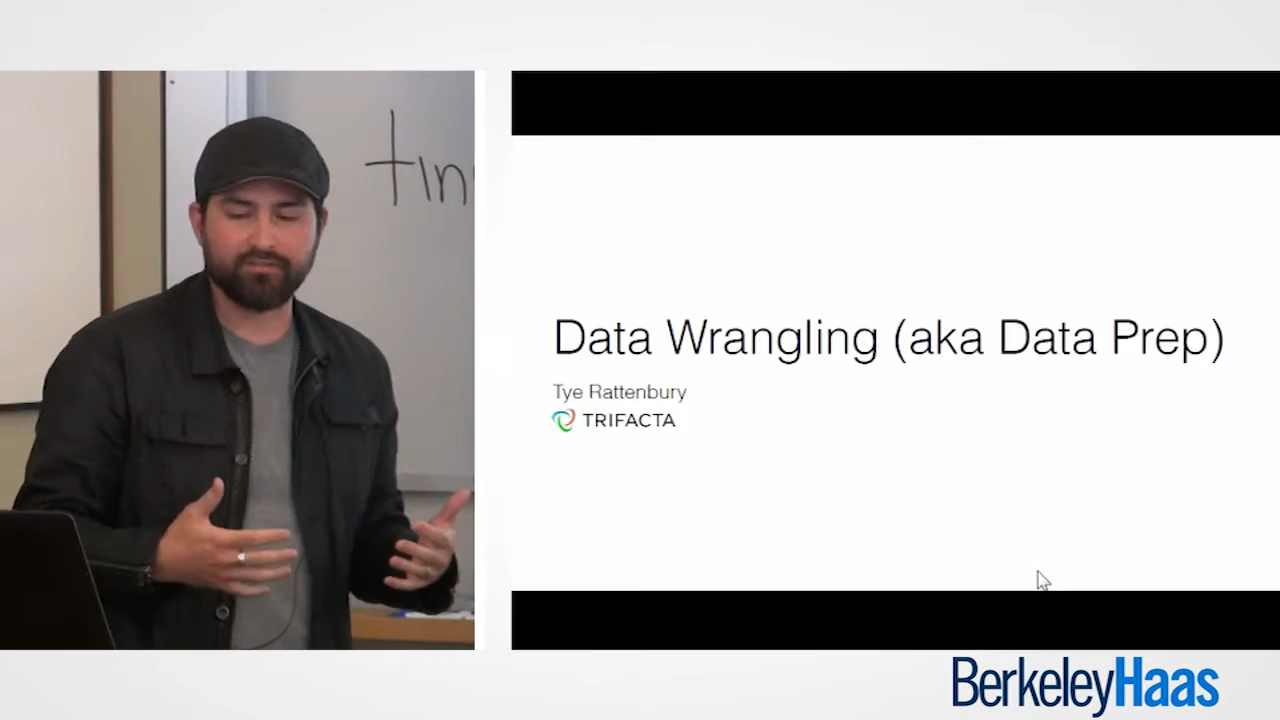 Data Wrangling (aka Data Prep)
Tye Rattenbury
TRIFACTA
BerkeleyHaas